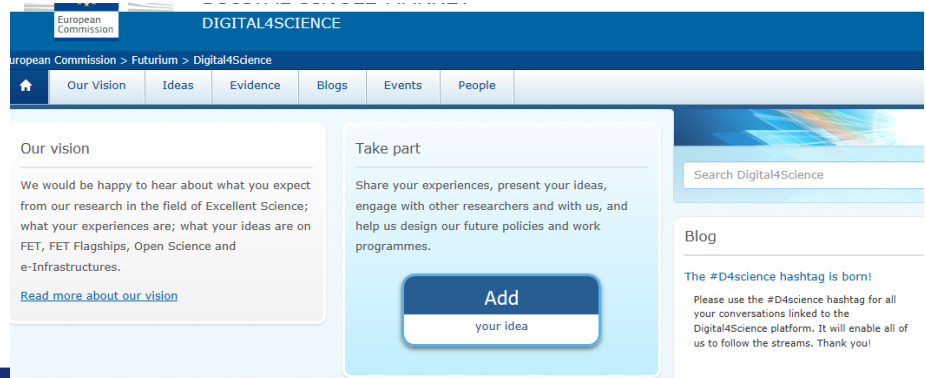 European
Commission
DIGITAL4SCIENCE
uropean Commission > Futurium > Digital4Science
Our Vision
Ideas
Evidence
Blogs
Events
People
Our vision
We would be happy to hear about what you expect
from our research in the field of Excellent Science;
what your experiences are; what your ideas are on
FET, FET Flagships, Open Science and
e-Infrastructures.
Read more about our vision
Take part
Share your experiences, present your ideas,
engage with other researchers and with us, and
help us design our future policies and work
programmes.
Add
your idea
Search Digital4Science
Blog
The #D4science hashtag is born!
Please use the #D4science hashtag for all
your conversations linked to the
Digital4Science platform. It will enable all of
us to follow the streams. Thank you!